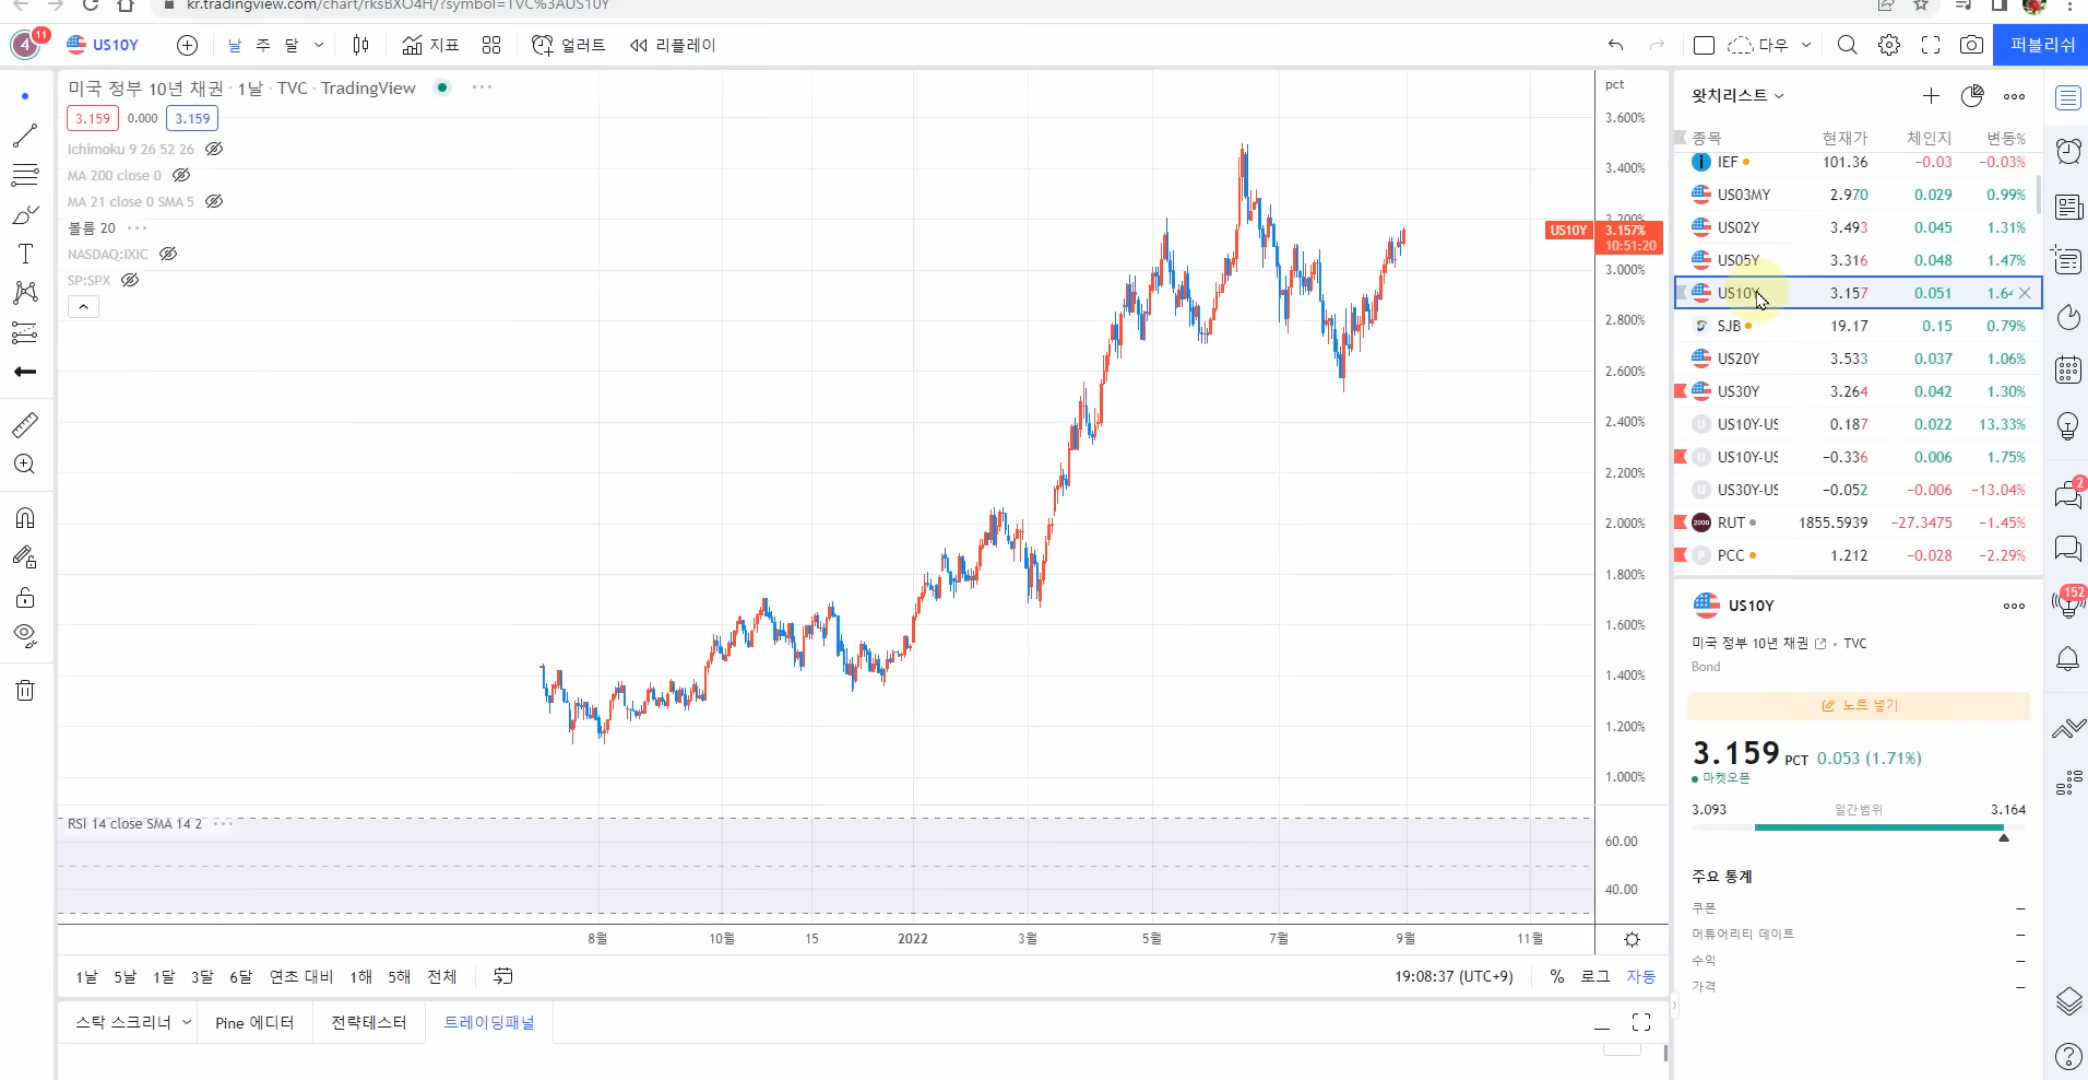 kr.tradingview.com/chart/rksBXO4H/?symbol=TVC%3AUS10Y
4 11 US10Y 날 주 달 지표 얼러트 리플레이 다우 퍼블리쉬
미국 정부 10년 채권 · 1날 · TVC · TradingView ···
3.159 0.000 3.159
Ichimoku 9 26 52 26
MA 200 close 0
MA 21 close 0 SMA 5
볼륨 20 ···
NASDAQ:IXIC
SP:SPX
pct
3.600%
3.400%
3.200%
US10Y 3.157%
10:51:20
3.000%
2.800%
2.600%
2.400%
2.200%
2.000%
1.800%
1.600%
1.400%
1.200%
1.000%
RSI 14 close SMA 14 2 ···
60.00
40.00
8월 10월 15 2022 3월 5월 7월 9월 11월
1날 5날 1달 3달 6달 연초 대비 1해 5해 전체 19:08:37 (UTC+9) % 로그 자동
스탁 스크리너 Pine 에디터 전략테스터 트레이딩패널
왓치리스트
종목 현재가 체인지 변동%
IEF 101.36 −0.03 −0.03%
US03MY 2.970 0.029 0.99%
US02Y 3.493 0.045 1.31%
US05Y 3.316 0.048 1.47%
US10Y 3.157 0.051
SJB 19.17 0.15 0.79%
US20Y 3.533 0.037 1.06%
US30Y 3.264 0.042 1.30%
US10Y-US 0.187 0.022 13.33%
US10Y-US −0.336 0.006 1.75%
US30Y-US −0.052 −0.006 −13.04%
2000 RUT 1855.5939 −27.3475 −1.45%
PCC 1.212 −0.028 −2.29%
US10Y
미국 정부 10년 채권 • TVC
Bond
노트 넣기
3.159 PCT 0.053 (1.71%)
마켓오픈
3.093 일간범위 3.164
주요 통계
쿠폰 —
머튜어리티 데이트 —
수익 —
가격 —
2
152